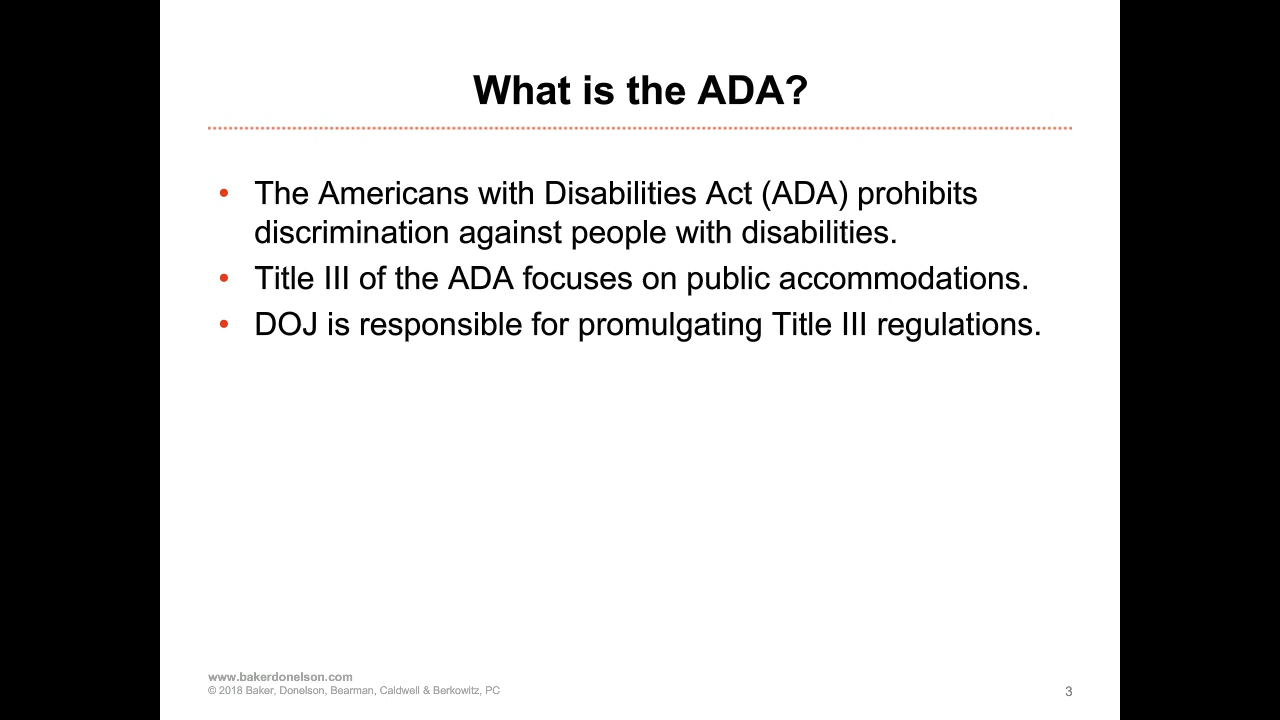 What is the ADA?
• The Americans with Disabilities Act (ADA) prohibits
discrimination against people with disabilities.
• Title III of the ADA focuses on public accommodations.
• DOJ is responsible for promulgating Title III regulations.
www.bakerdonelson.com
© 2018 Baker, Donelson, Bearman, Caldwell & Berkowitz, PC
3